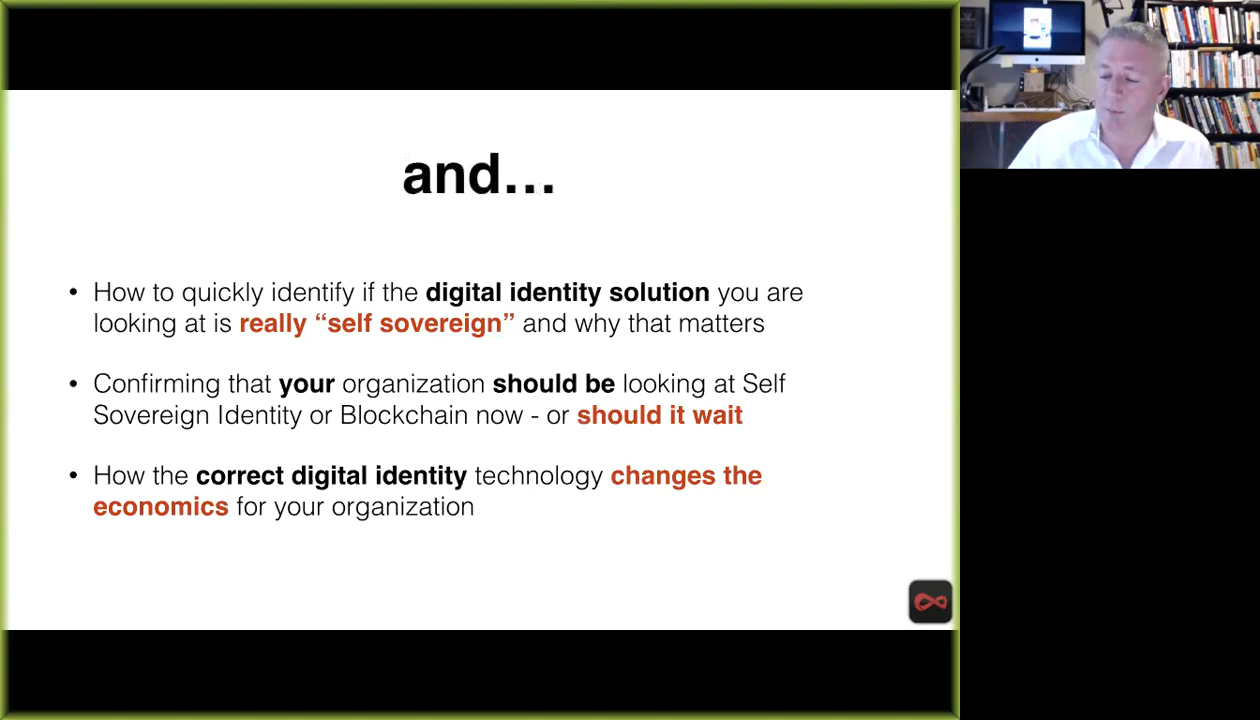 and…
• How to quickly identify if the digital identity solution you are
looking at is really “self sovereign” and why that matters
• Confirming that your organization should be looking at Self
Sovereign Identity or Blockchain now - or should it wait
• How the correct digital identity technology changes the
economics for your organization